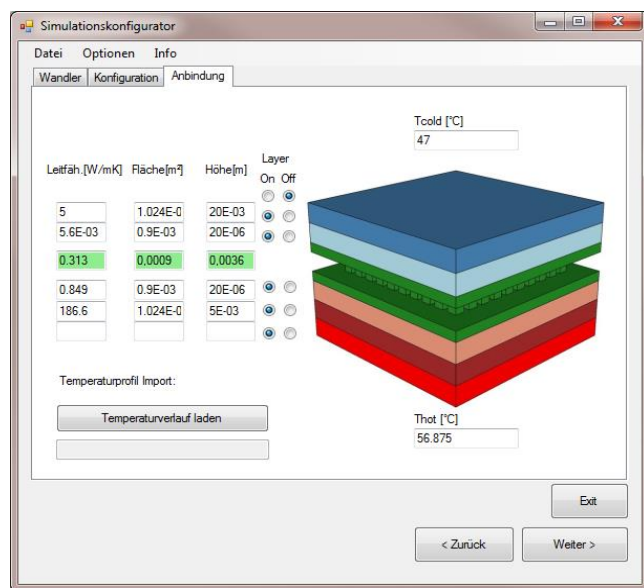 Simulationskonfigurator
Datei Optionen Info
Wandler Konfiguration Anbindung
Tcold [°C]
47
Layer
Leitfäh.[W/mK] Fläche[m²] Höhe[m] On Off
5 1.024E-0 20E-03
5.6E-03 0.9E-03 20E-06
0.313 0,0009 0,0036
0.849 0.9E-03 20E-06
186.6 1.024E-0 5E-03
Temperaturprofil Import:
Temperaturverlauf laden
Thot [°C]
56.875
Exit
< Zurück Weiter >